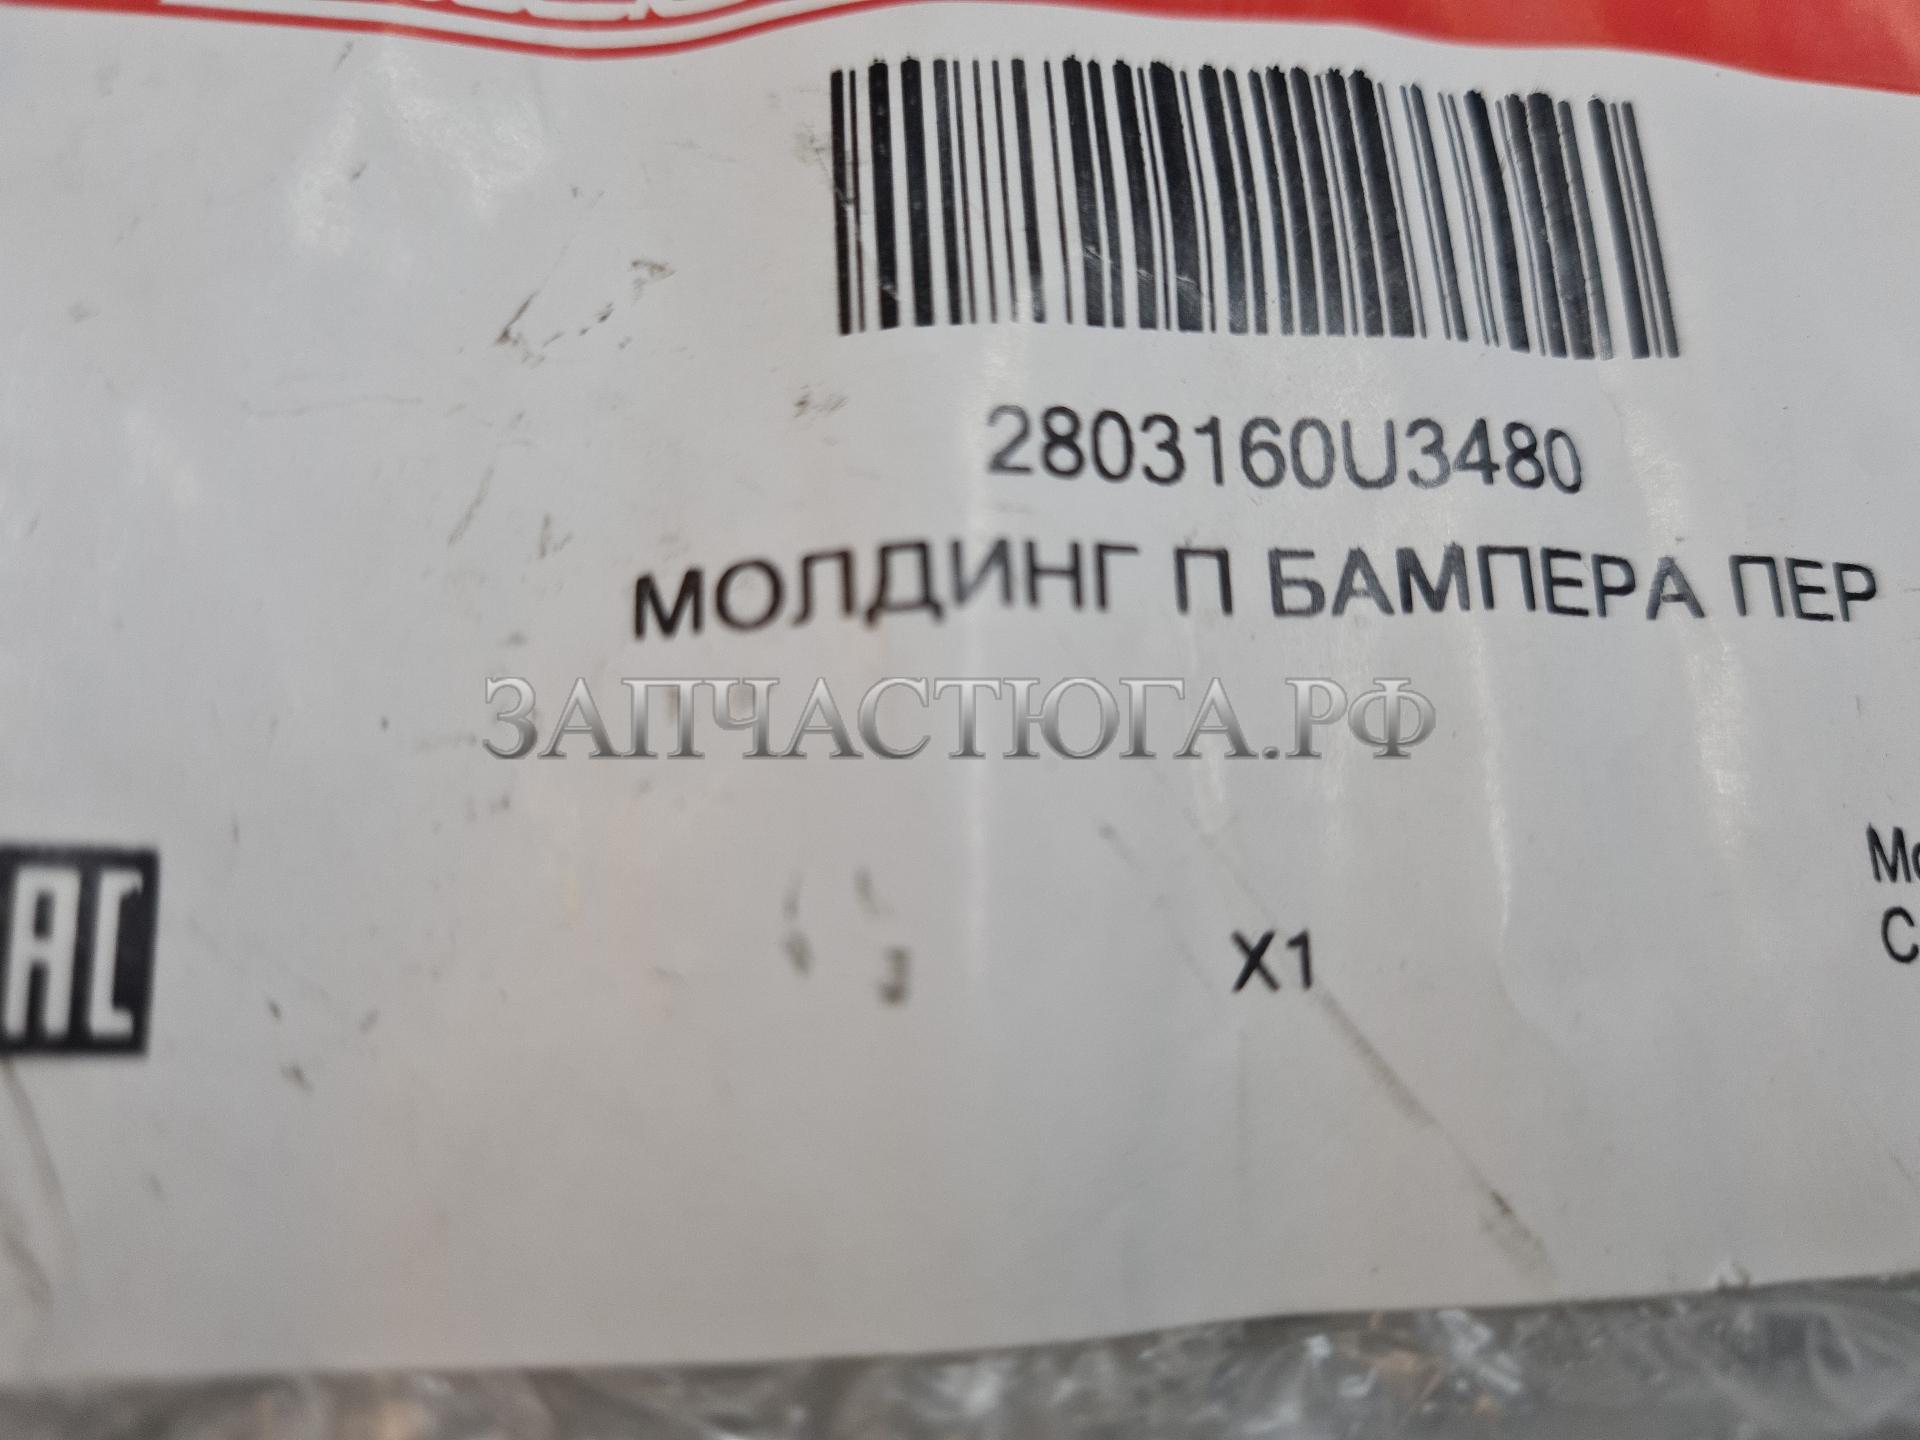 2803160U3480
МОЛДИНГ П БАМПЕРА ПЕР
ЗАПЧАСТЮГА.РФ
X1